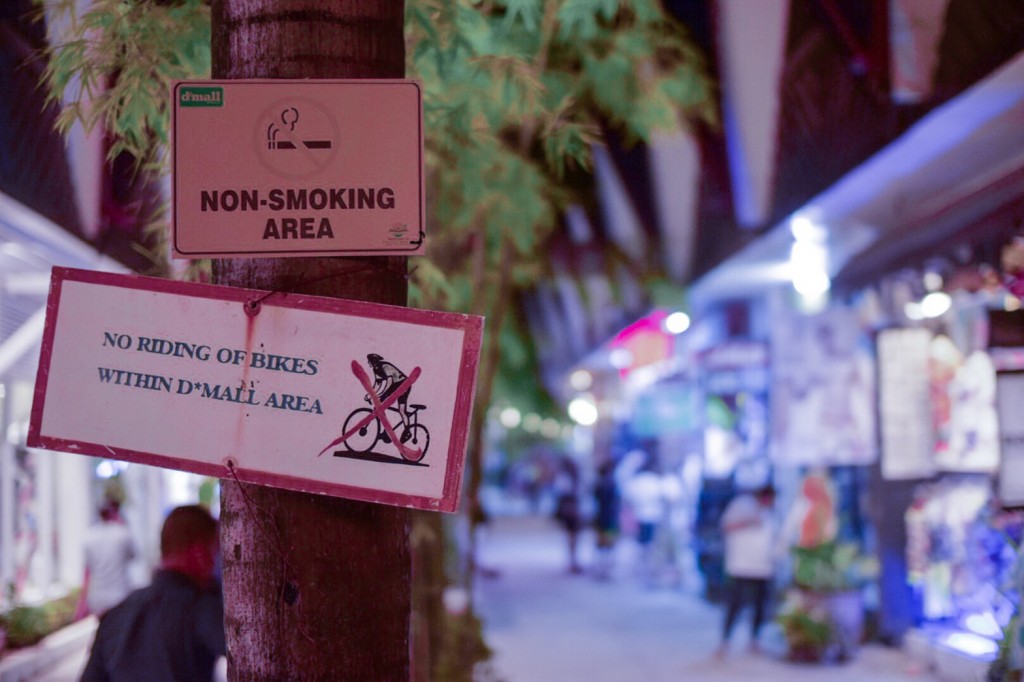 d*mall
NON-SMOKING
AREA
NO RIDING OF BIKES
WITHIN D*MALL AREA